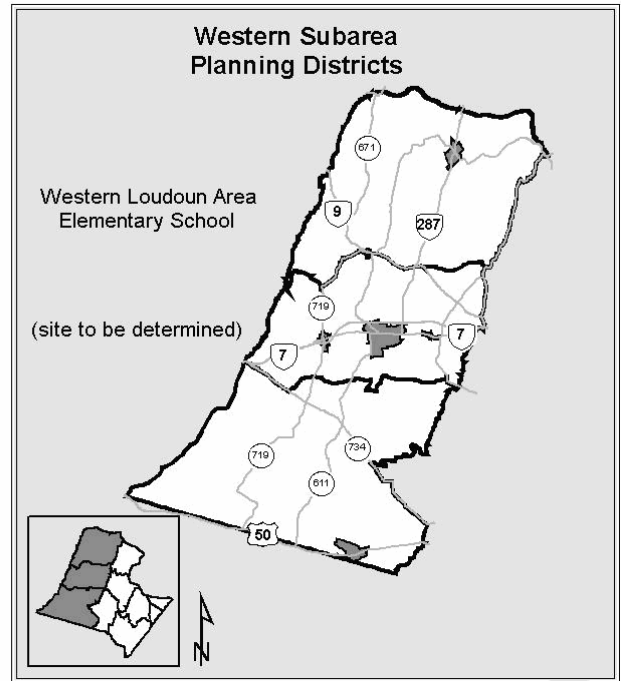 Western Subarea
Planning Districts
671
Western Loudoun Area
Elementary School
9
287
719
(site to be determined)
7
7
719
734
611
50
N